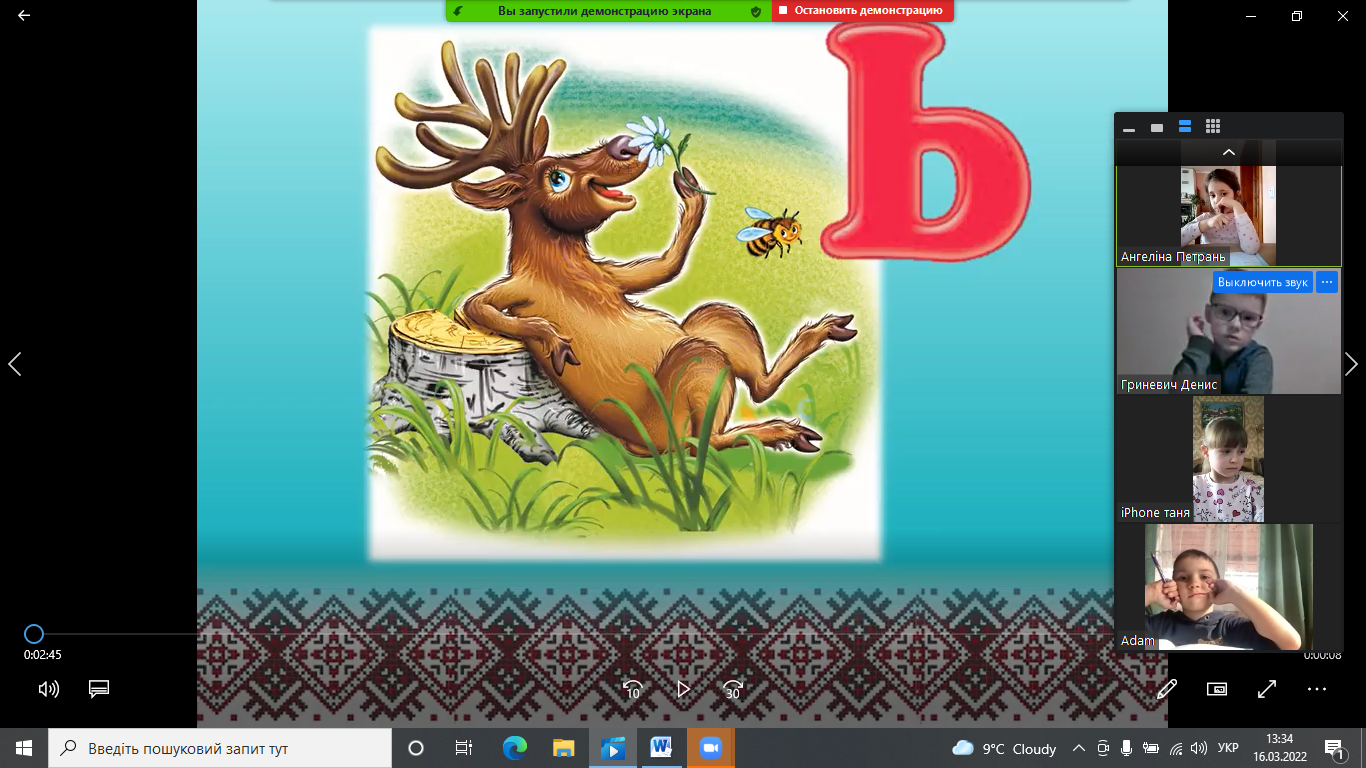 Вы запустили демонстрацию экрана
Остановить демонстрацию
Ь
Ангеліна Петрань
Выключить звук
Гриневич Денис
iPhone таня
Adam
0:02:45
0:00:08
10
30
Введіть пошуковий запит тут
9°C Cloudy
УКР
13:34
16.03.2022
1